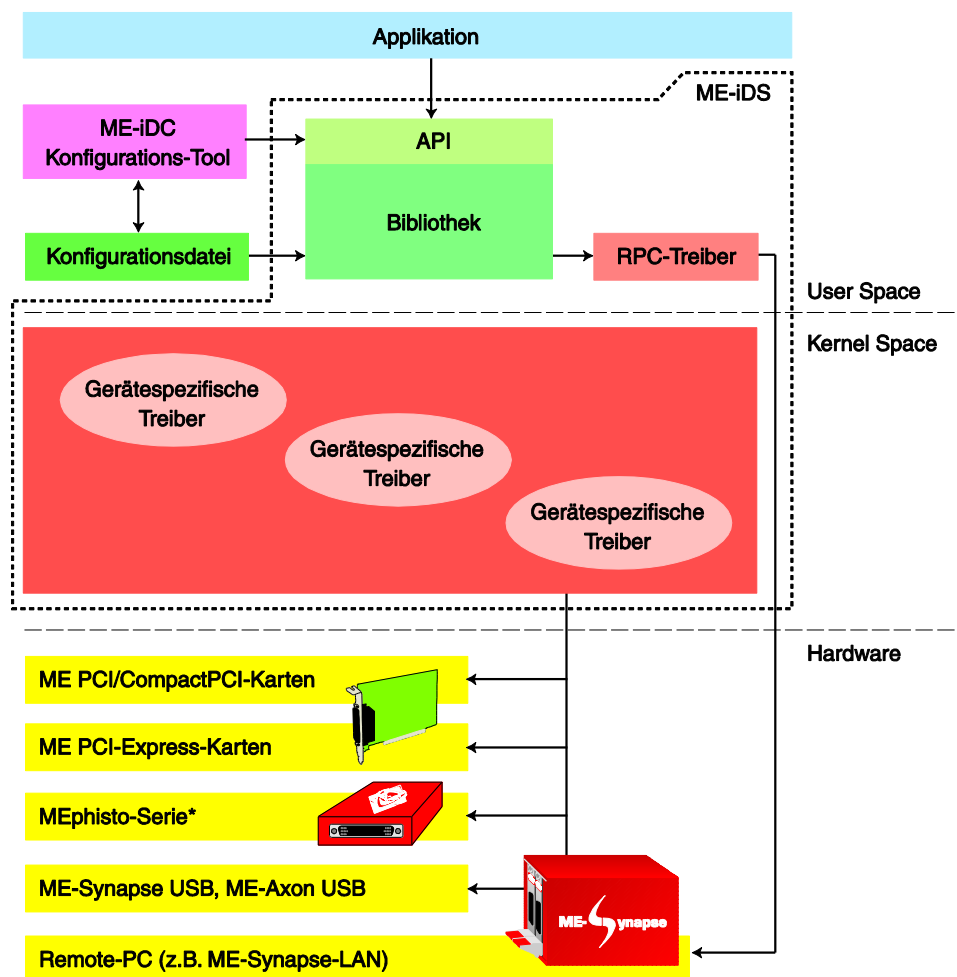 Applikation
ME-iDS
ME-iDC
Konfigurations-Tool
API
Bibliothek
Konfigurationsdatei
RPC-Treiber
User Space
Kernel Space
Gerätespezifische
Treiber
Gerätespezifische
Treiber
Gerätespezifische
Treiber
Hardware
ME PCI/CompactPCI-Karten
ME PCI-Express-Karten
MEphisto-Serie*
ME-Synapse USB, ME-Axon USB
ME-Synapse
Remote-PC (z.B. ME-Synapse-LAN)